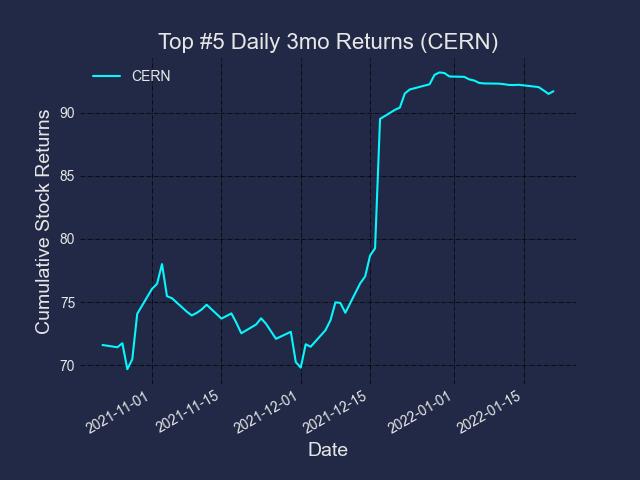 Top #5 Daily 3mo Returns (CERN)
CERN
Cumulative Stock Returns
90
85
80
75
70
2021-11-01
2021-11-15
2021-12-01
2021-12-15
2022-01-01
2022-01-15
Date